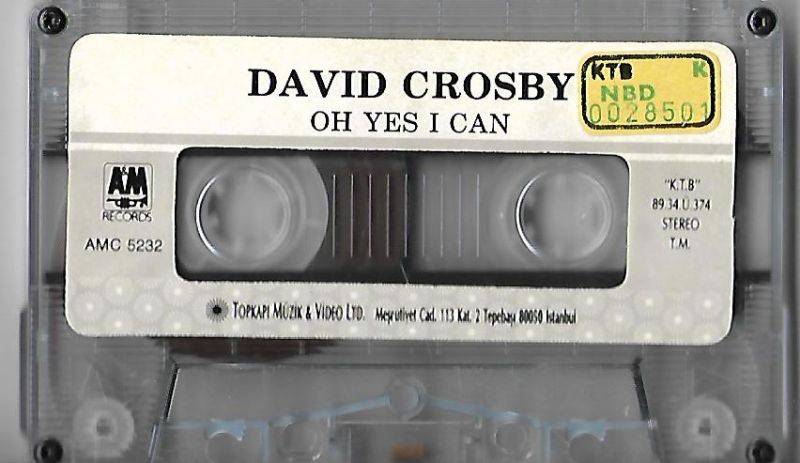 DAVID CROSBY
OH YES I CAN
KTB K
NBD
0028501
A&M
RECORDS
AMC 5232
"K.T.B"
89.34.Ü.374
STEREO
T.M.
TOPKAPI MÜZİK & VİDEO LTD. Meşrutiyet Cad. 113 Kat. 2 Tepebaşı 80050 İstanbul